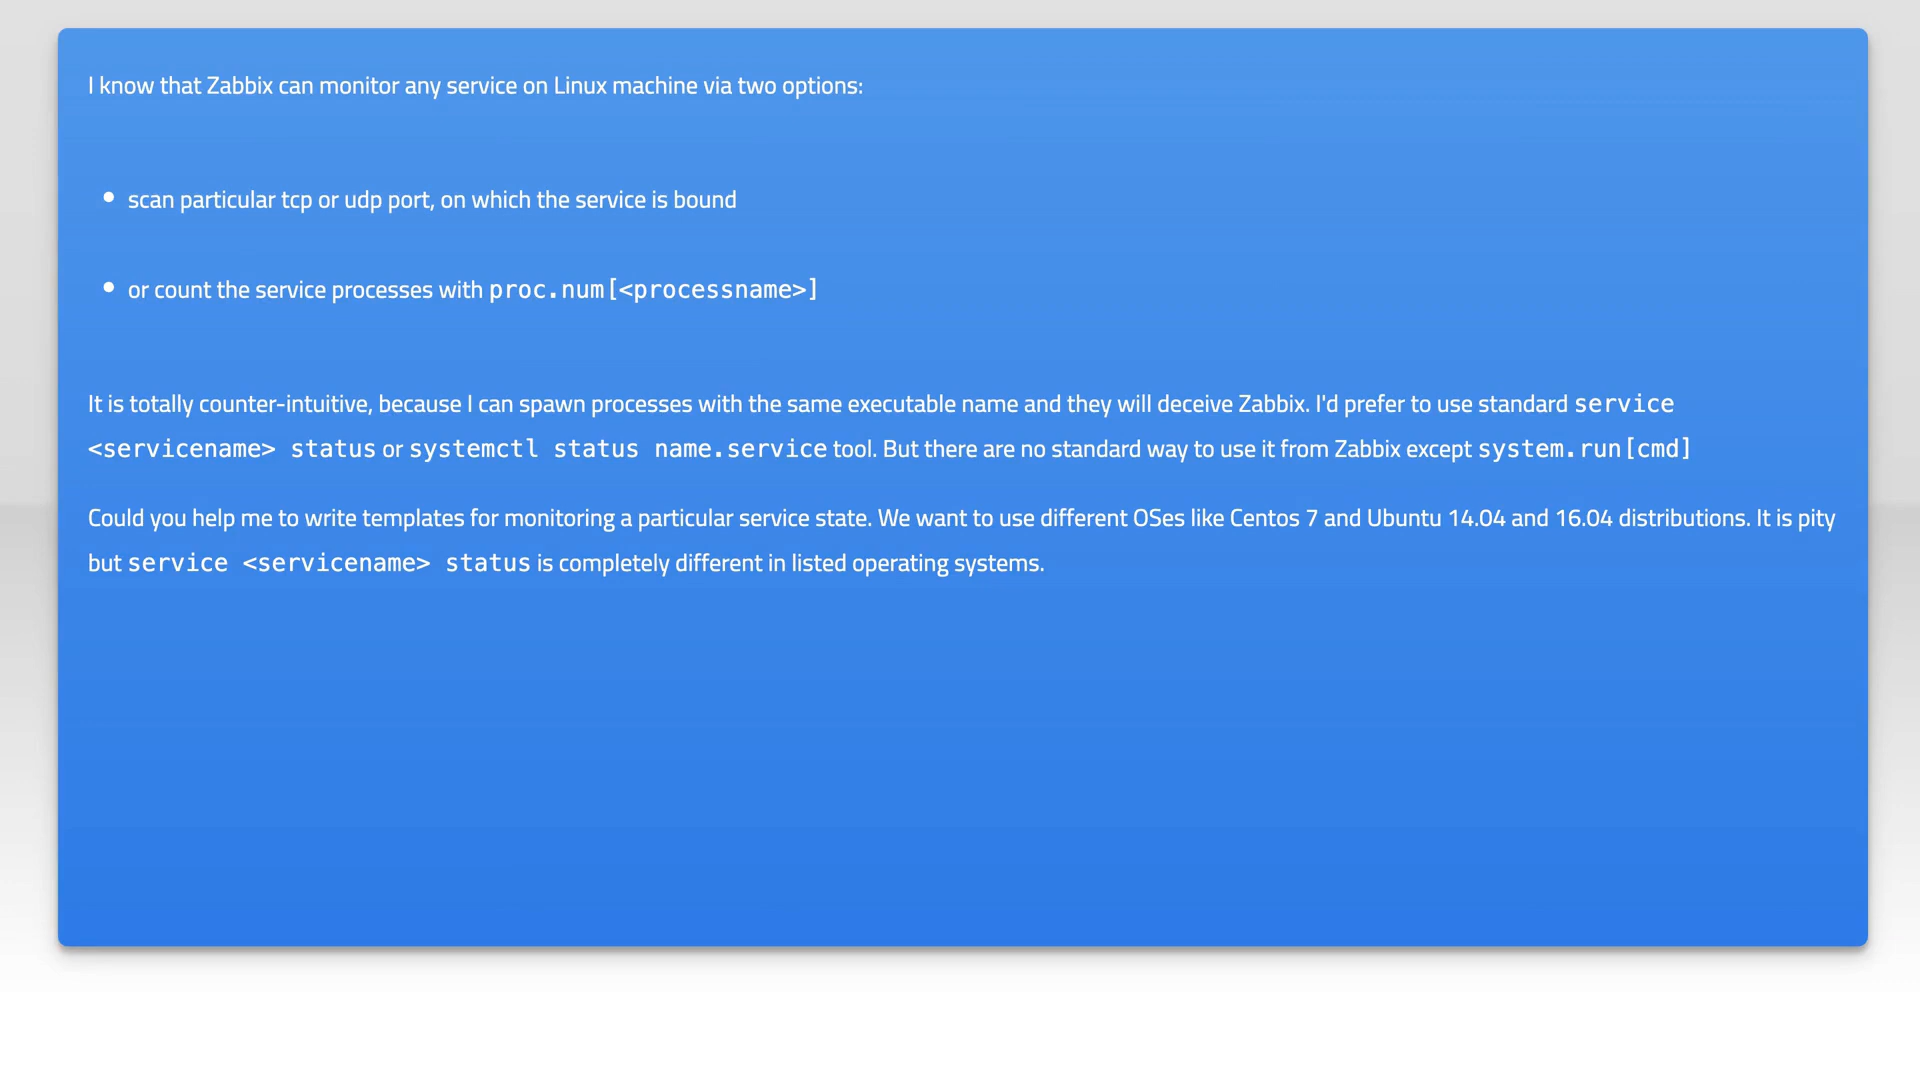 I know that Zabbix can monitor any service on Linux machine via two options:
scan particular tcp or udp port, on which the service is bound
or count the service processes with proc.num[<processname>]
It is totally counter-intuitive, because I can spawn processes with the same executable name and they will deceive Zabbix. I'd prefer to use standard service
<servicename> status or systemctl status name.service tool. But there are no standard way to use it from Zabbix except system.run[cmd]
Could you help me to write templates for monitoring a particular service state. We want to use different OSes like Centos 7 and Ubuntu 14.04 and 16.04 distributions. It is pity
but service <servicename> status is completely different in listed operating systems.